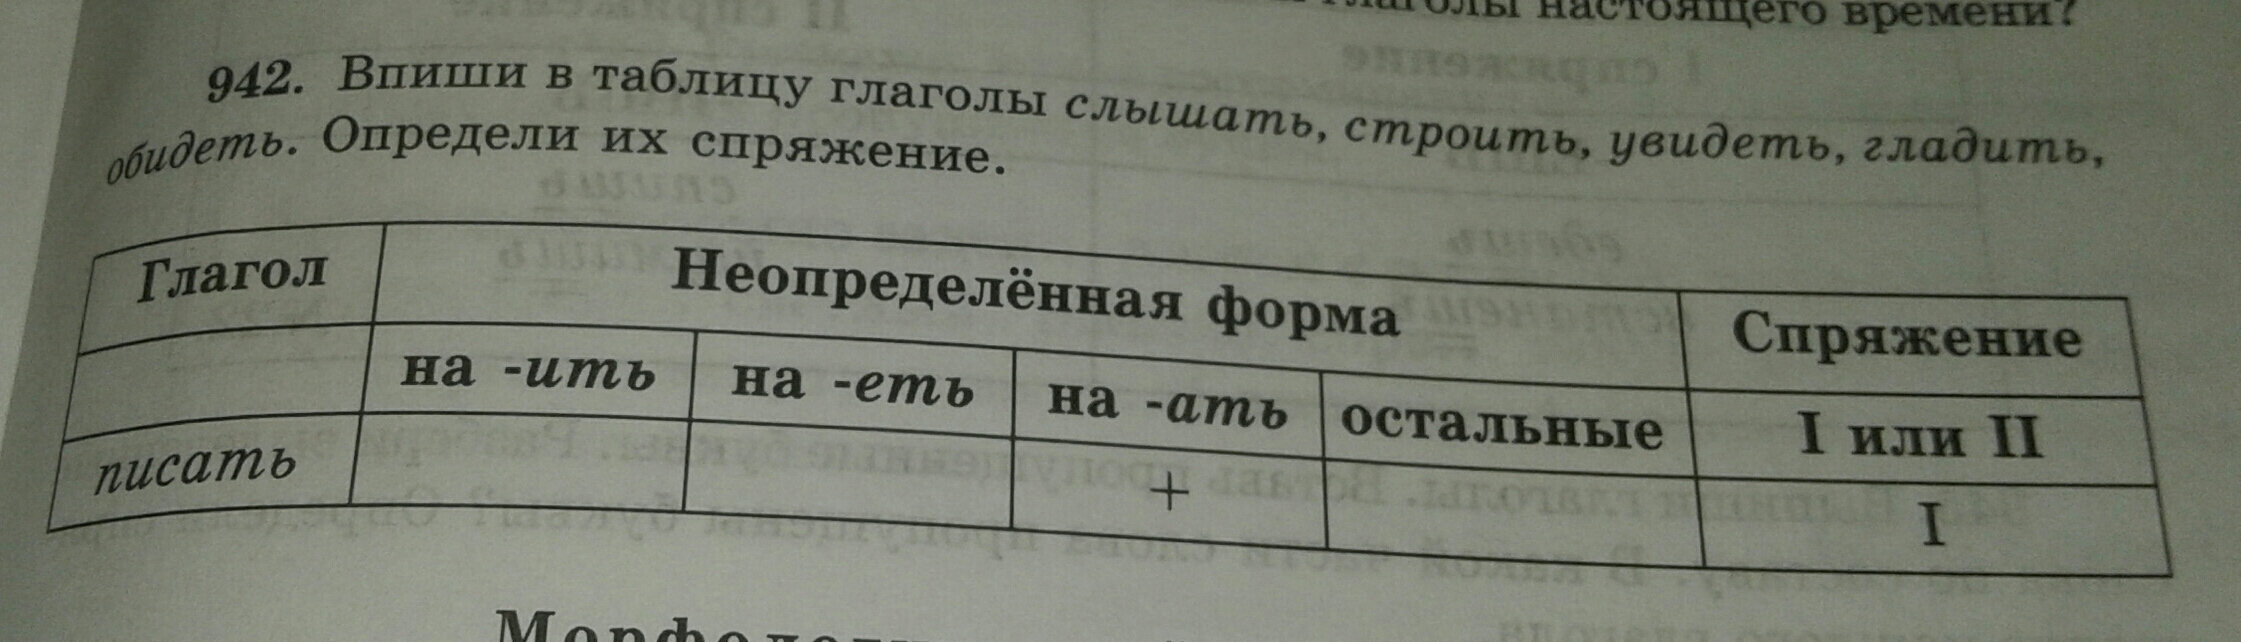 глаголы настоящего времени?
942. Впиши в таблицу глаголы слышать, строить, увидеть, гладить,
обидеть. Определи их спряжение.
Глагол Неопределённая форма Спряжение
на -ить на -еть на -ать остальные I или II
писать + I